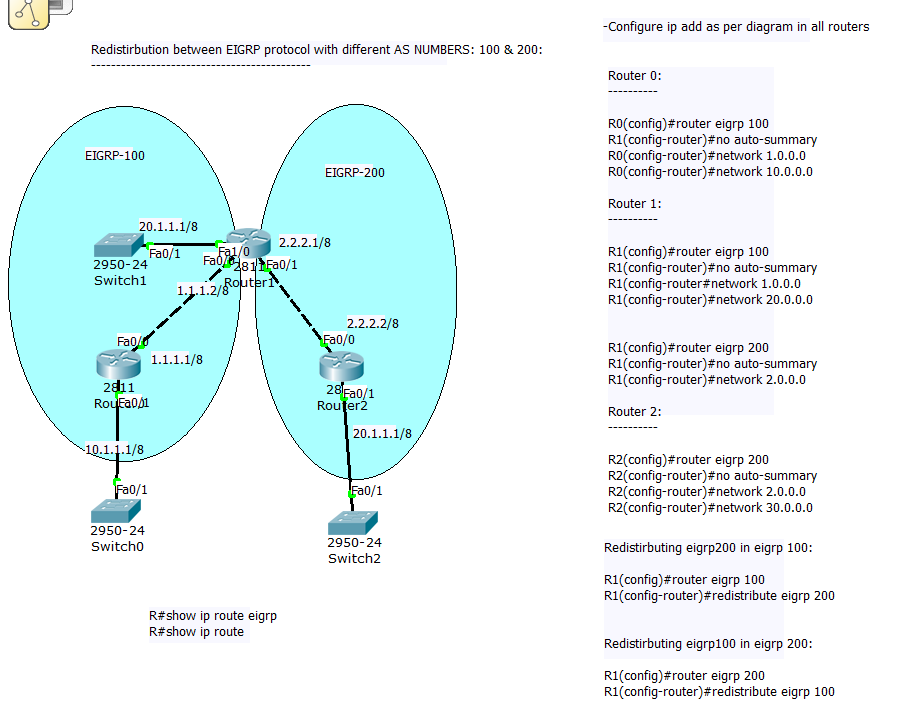 Redistirbution between EIGRP protocol with different AS NUMBERS: 100 & 200:
--------------------------------------------
EIGRP-100
EIGRP-200
20.1.1.1/8
Fa0/1
2950-24
Switch1
Fa1/0
2.2.2.1/8
Fa0/1
Router1
1.1.1.2/8
2.2.2.2/8
Fa0/0
Fa0/0
1.1.1.1/8
2811
Fa0/1
Fa0/1
Router2
10.1.1.1/8
20.1.1.1/8
Fa0/1
2950-24
Switch0
Fa0/1
2950-24
Switch2
R#show ip route eigrp
R#show ip route
-Configure ip add as per diagram in all routers
Router 0:
----------
R0(config)#router eigrp 100
R1(config-router)#no auto-summary
R0(config-router)#network 1.0.0.0
R0(config-router)#network 10.0.0.0
Router 1:
----------
R1(config)#router eigrp 100
R1(config-router)#no auto-summary
R1(config-router#network 1.0.0.0
R1(config-router)#network 20.0.0.0
R1(config)#router eigrp 200
R1(config-router)#no auto-summary
R1(config-router)#network 2.0.0.0
Router 2:
----------
R2(config)#router eigrp 200
R2(config-router)#no auto-summary
R2(config-router)#network 2.0.0.0
R2(config-router)#network 30.0.0.0
Redistirbuting eigrp200 in eigrp 100:
R1(config)#router eigrp 100
R1(config-router)#redistribute eigrp 200
Redistirbuting eigrp100 in eigrp 200:
R1(config)#router eigrp 200
R1(config-router)#redistribute eigrp 100